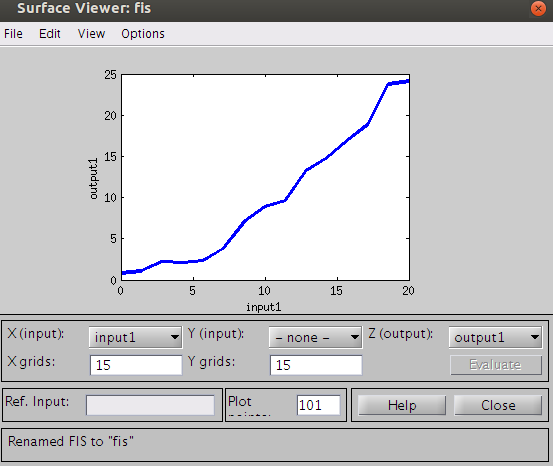 Surface Viewer: fis
File Edit View Options
25
20
15
10
5
0
output1
0 5 10 15 20
input1
X (input): input1 Y (input): – none – Z (output): output1
X grids: 15 Y grids: 15 Evaluate
Ref. Input: Plot points: 101 Help Close
Renamed FIS to "fis"